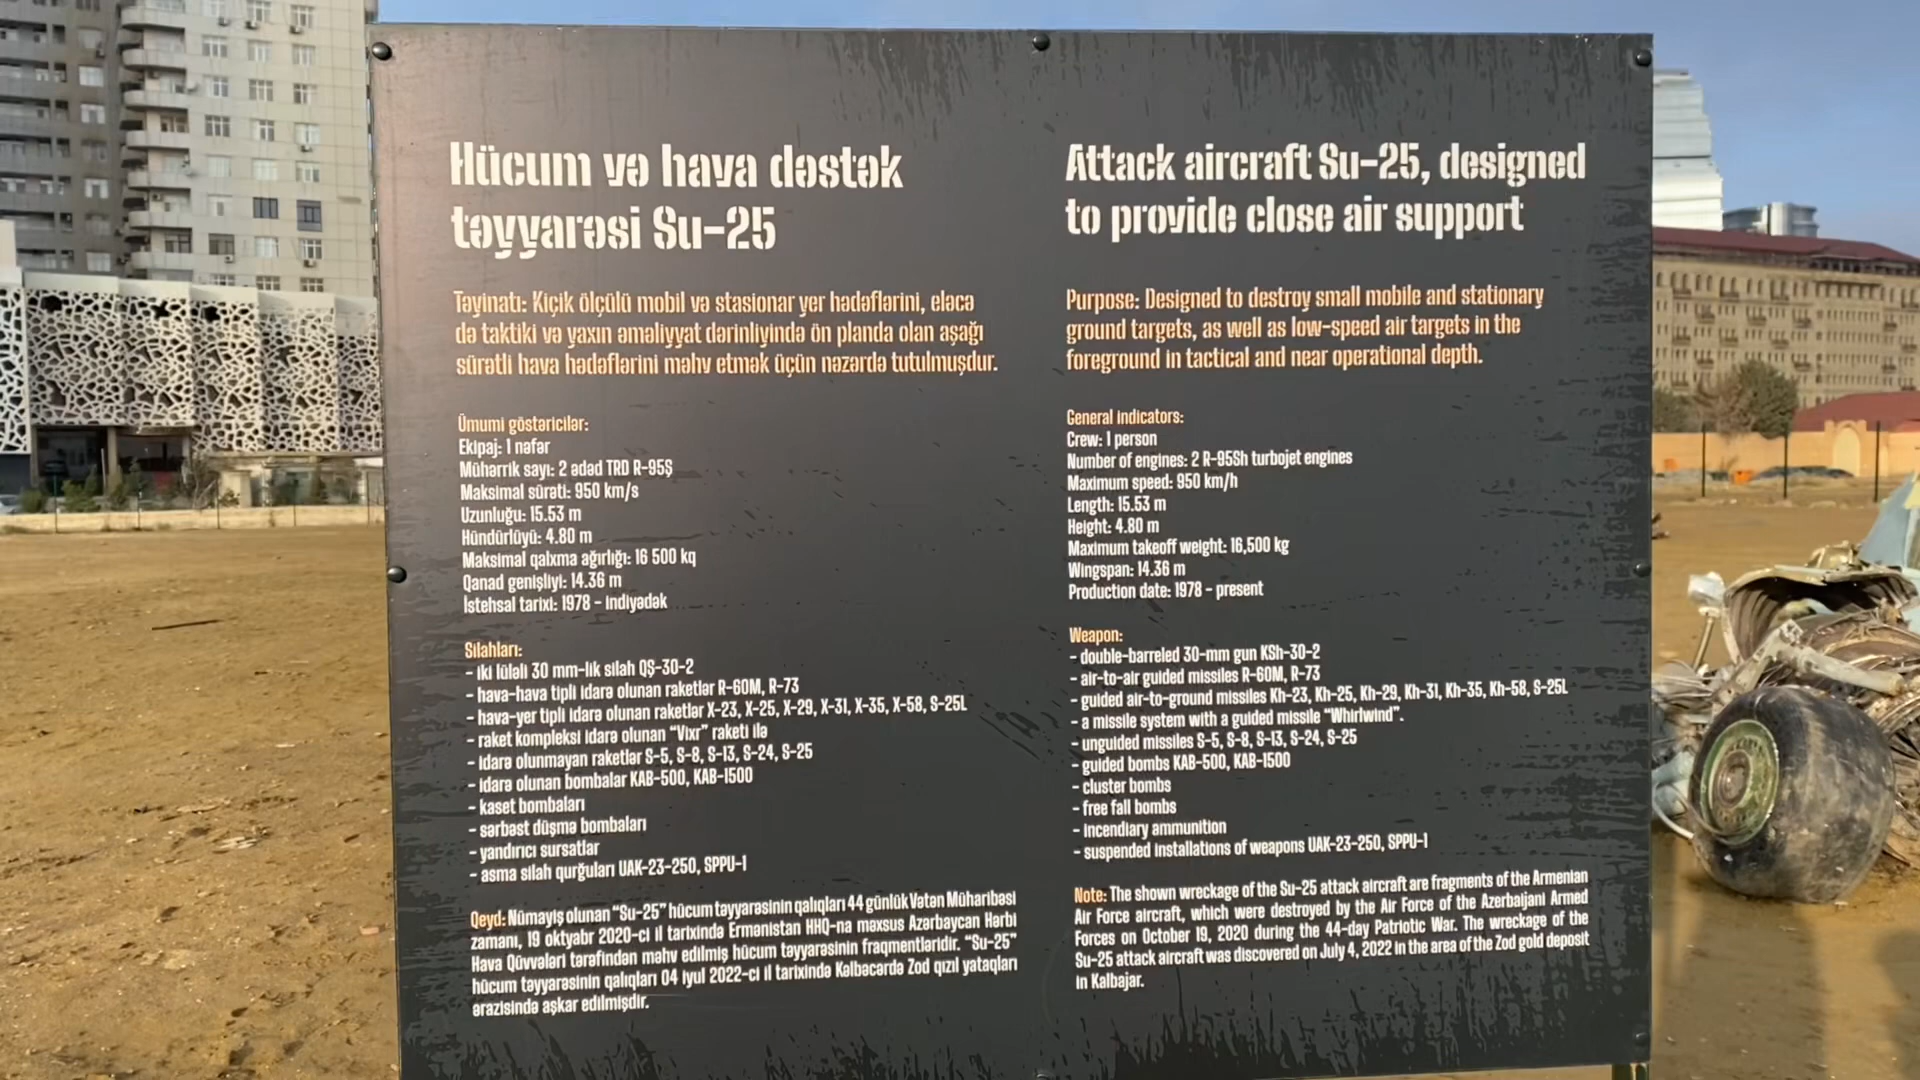 Hücum və hava dəstək
təyyarəsi Su-25
Təyinatı: Kiçik ölçülü mobil və stasionar yer hədəflərini, eləcə
də taktiki və yaxın əməliyyat dərinliyində ön planda olan aşağı
sürətli hava hədəflərini məhv etmək üçün nəzərdə tutulmuşdur.
Ümumi göstəricilər:
Ekipaj: 1 nəfər
Mühərrik sayı: 2 ədəd TRD R-95Ş
Maksimal sürəti: 950 km/s
Uzunluğu: 15.53 m
Hündürlüyü: 4.80 m
Maksimal qalxma ağırlığı: 16 500 kq
Qanad genişliyi: 14.36 m
İstehsal tarixi: 1978 - indiyədək
Silahları:
- iki lüləli 30 mm-lik silah QŞ-30-2
- hava-hava tipli idarə olunan raketlər R-60M, R-73
- hava-yer tipli idarə olunan raketlər X-23, X-25, X-29, X-31, X-35, X-58, S-25L
- raket kompleksi idarə olunan "Vixr" raketi ilə
- idarə olunmayan raketlər S-5, S-8, S-13, S-24, S-25
- idarə olunan bombalar KAB-500, KAB-1500
- kaset bombaları
- sərbəst düşmə bombaları
- yandırıcı sursatlar
- asma silah qurğuları UAK-23-250, SPPU-1
Qeyd: Nümayiş olunan "Su-25" hücum təyyarəsinin qalıqları 44 günlük Vətən Müharibəsi
zamanı, 19 oktyabr 2020-ci il tarixində Ermənistan HHQ-na məxsus Azərbaycan Hərbi
Hava Qüvvələri tərəfindən məhv edilmiş hücum təyyarəsinin fraqmentləridir. "Su-25"
hücum təyyarəsinin qalıqları 04 iyul 2022-ci il tarixində Kəlbəcərdə Zod qızıl yataqları
ərazisində aşkar edilmişdir.
Attack aircraft Su-25, designed
to provide close air support
Purpose: Designed to destroy small mobile and stationary
ground targets, as well as low-speed air targets in the
foreground in tactical and near operational depth.
General indicators:
Crew: 1 person
Number of engines: 2 R-95Sh turbojet engines
Maximum speed: 950 km/h
Length: 15.53 m
Height: 4.80 m
Maximum takeoff weight: 16,500 kg
Wingspan: 14.36 m
Production date: 1978 - present
Weapon:
- double-barreled 30-mm gun KSh-30-2
- air-to-air guided missiles R-60M, R-73
- guided air-to-ground missiles Kh-23, Kh-25, Kh-29, Kh-31, Kh-35, Kh-58, S-25L
- a missile system with a guided missile "Whirlwind".
- unguided missiles S-5, S-8, S-13, S-24, S-25
- guided bombs KAB-500, KAB-1500
- cluster bombs
- free fall bombs
- incendiary ammunition
- suspended installations of weapons UAK-23-250, SPPU-1
Note: The shown wreckage of the Su-25 attack aircraft are fragments of the Armenian
Air Force aircraft, which were destroyed by the Air Force of the Azerbaijani Armed
Forces on October 19, 2020 during the 44-day Patriotic War. The wreckage of the
Su-25 attack aircraft was discovered on July 4, 2022 in the area of the Zod gold deposit
in Kalbajar.